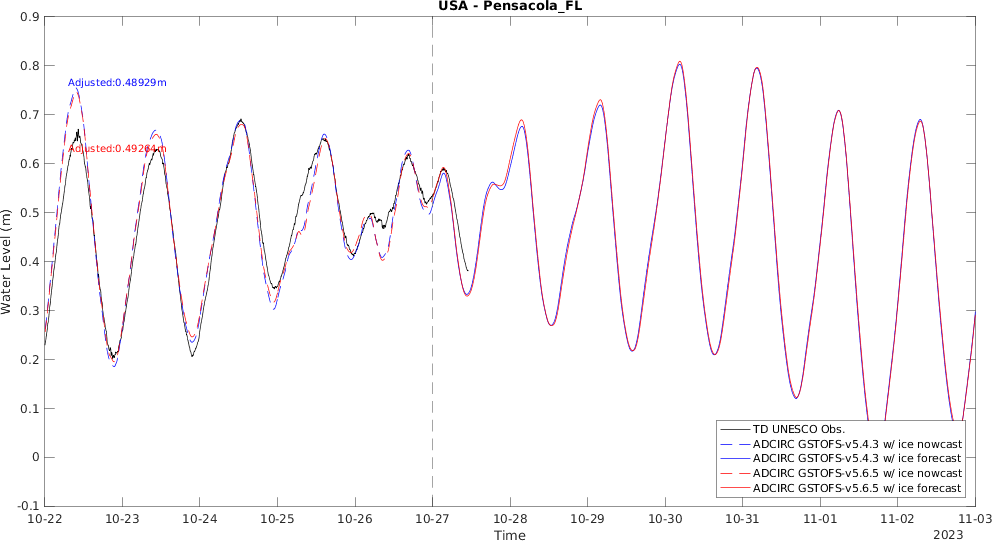 USA - Pensacola_FL
0.9
0.8
0.7
0.6
0.5
0.4
0.3
0.2
0.1
0
-0.1
Water Level (m)
Adjusted:0.48929m
Adjusted:0.49264m
TD UNESCO Obs.
ADCIRC GSTOFS-v5.4.3 w/ ice nowcast
ADCIRC GSTOFS-v5.4.3 w/ ice forecast
ADCIRC GSTOFS-v5.6.5 w/ ice nowcast
ADCIRC GSTOFS-v5.6.5 w/ ice forecast
10-22 10-23 10-24 10-25 10-26 10-27 10-28 10-29 10-30 10-31 11-01 11-02 11-03
Time
2023